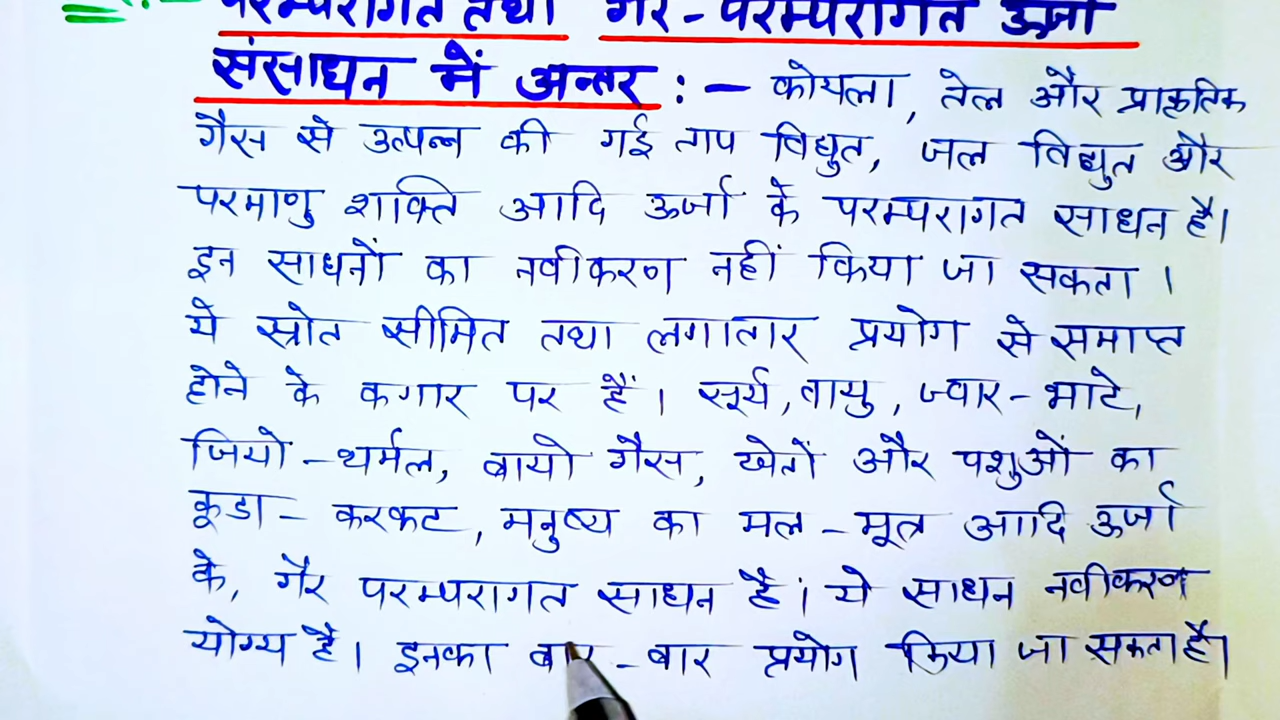 परम्परागत तथा गैर-परम्परागत ऊर्जा
संसाधन में अन्तर :- कोयला, तेल और प्राकृतिक
गैस से उत्पन्न की गई ताप विद्युत, जल विद्युत और
परमाणु शक्ति आदि ऊर्जा के परम्परागत साधन है।
इन साधनों का नवीकरण नहीं किया जा सकता ।
ये स्रोत सीमित तथा लगातार प्रयोग से समाप्त
होने के कगार पर हैं। सूर्य, वायु, ज्वार-भाटे,
जियो-थर्मल, बायो गैस, खेतों और पशुओं का
कूडा-करकट, मनुष्य का मल-मूत्र आदि ऊर्जा
के, गैर परम्परागत साधन है। ये साधन नवीकरण
योग्य है। इनका बार-बार प्रयोग किया जा सकता है।